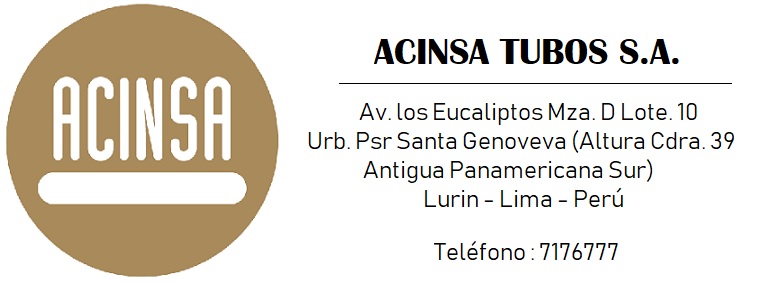 ACINSA
ACINSA TUBOS S.A.
Av. los Eucaliptos Mza. D Lote. 10
Urb. Psr Santa Genoveva (Altura Cdra. 39
Antigua Panamericana Sur)
Lurin - Lima - Perú
Teléfono : 7176777